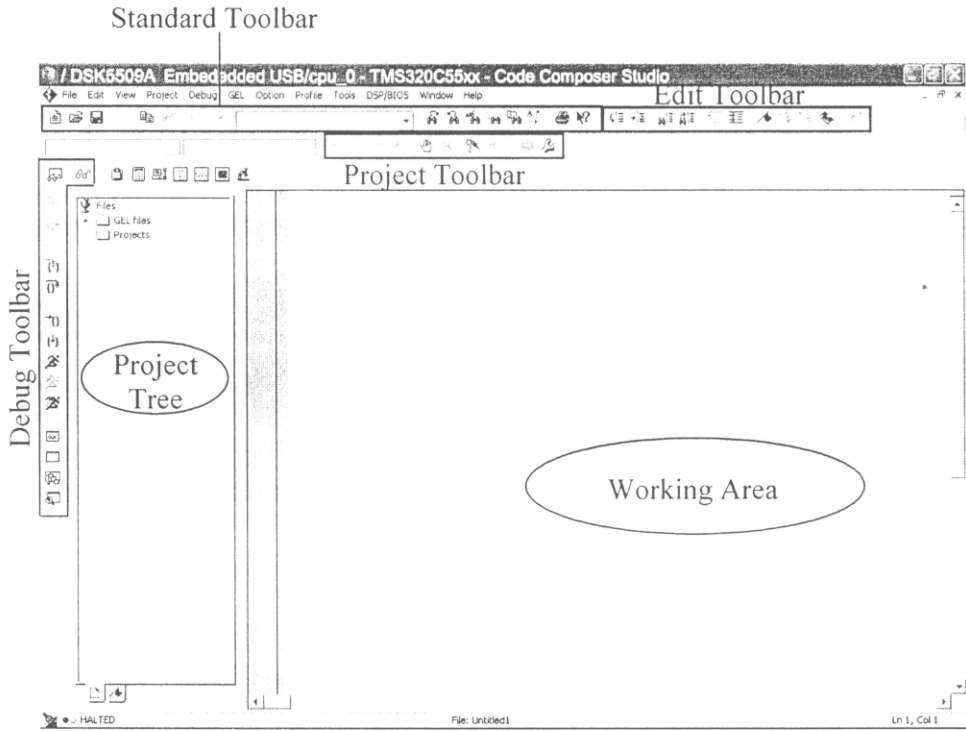 Standard Toolbar
/ DSK5509A Embededded USB/cpu_0 - TMS320C55xx - Code Composer Studio
File Edit View Project Debug GEL Option Profile Tools DSP/BIOS Window Help
Edit Toolbar
Project Toolbar
Files
GEL files
Projects
Debug Toolbar
Project
Tree
Working Area
HALTED
File: Untitled1
Ln 1, Col 1